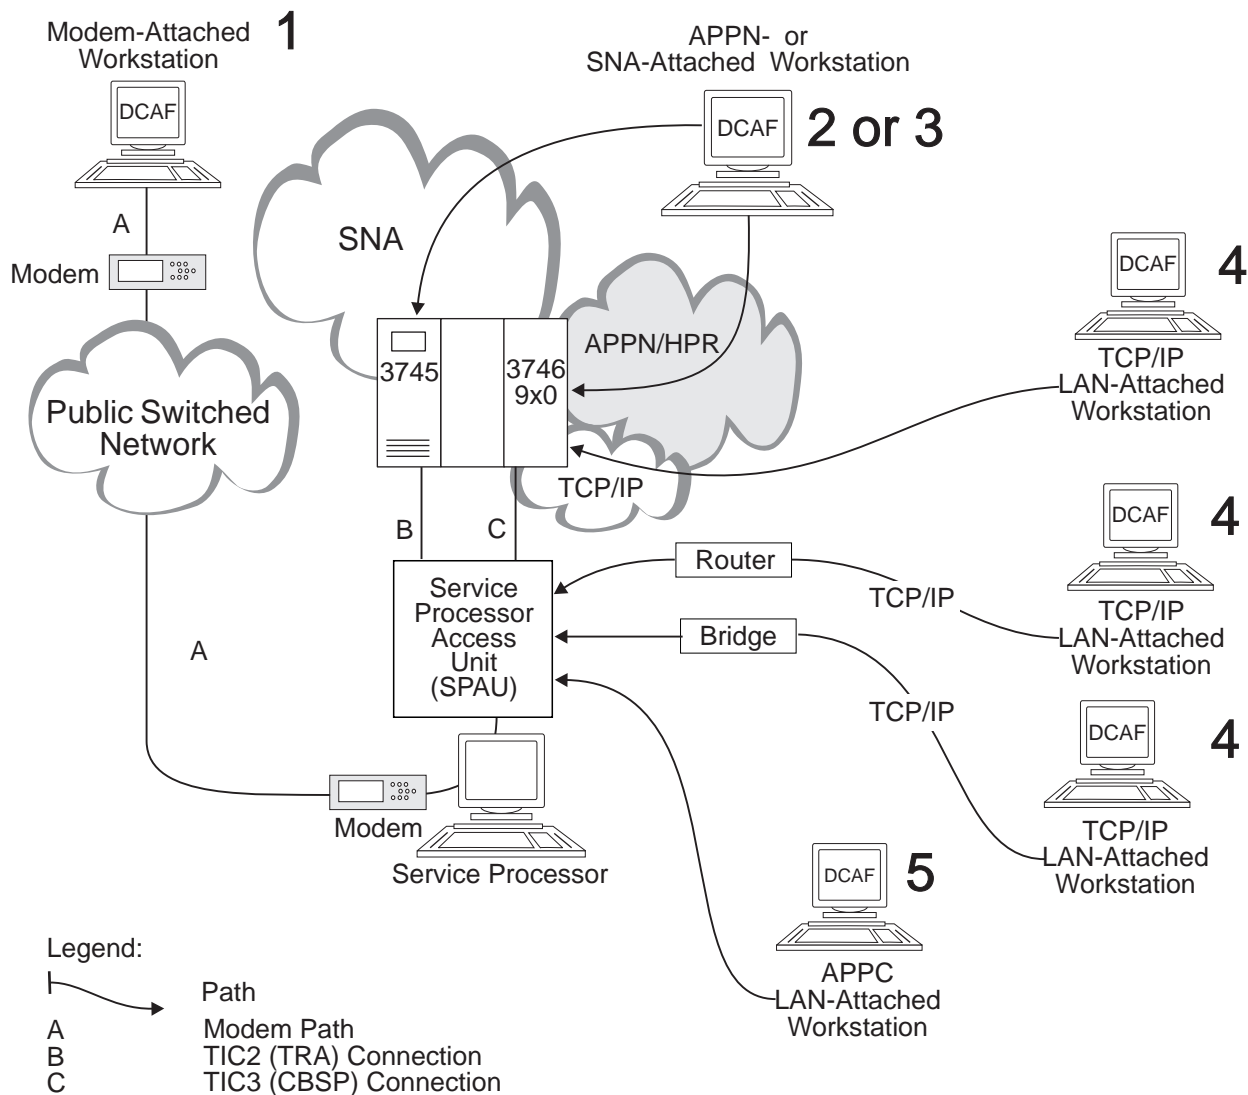 Modem-Attached
Workstation
1
DCAF
A
Modem
Public Switched
Network
A
Modem
APPN- or
SNA-Attached Workstation
DCAF
2 or 3
SNA
APPN/HPR
3745
3746
9x0
TCP/IP
B
C
Service
Processor
Access
Unit
(SPAU)
Service Processor
DCAF
4
TCP/IP
LAN-Attached
Workstation
Router
TCP/IP
DCAF
4
TCP/IP
LAN-Attached
Workstation
Bridge
TCP/IP
DCAF
4
TCP/IP
LAN-Attached
Workstation
DCAF
5
APPC
LAN-Attached
Workstation
Legend:
Path
A Modem Path
B TIC2 (TRA) Connection
C TIC3 (CBSP) Connection